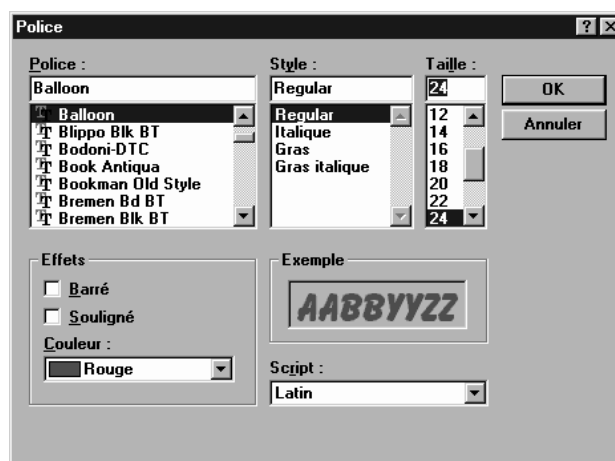 Police
Police :
Style :
Taille :
Balloon
Regular
24
OK
Annuler
Balloon
Blippo Blk BT
Bodoni-DTC
Book Antiqua
Bookman Old Style
Bremen Bd BT
Bremen Blk BT
Regular
Italique
Gras
Gras italique
12
14
16
18
20
22
24
Effets
Barré
Souligné
Couleur :
Rouge
Exemple
AABBYYZZ
Script :
Latin